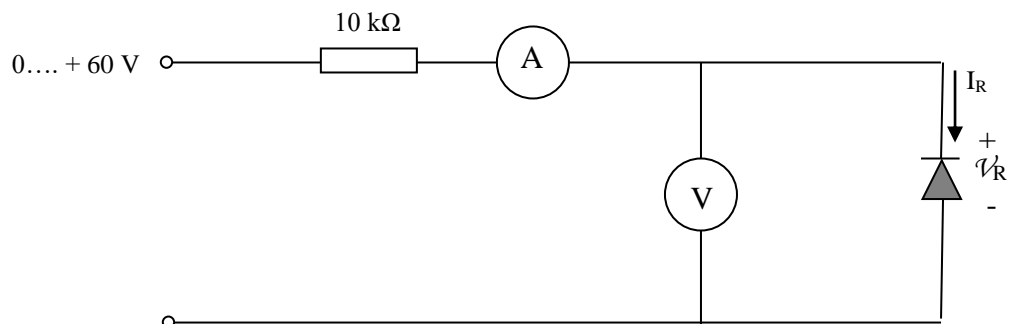 10 kΩ
0…. + 60 V
A
I_R
+
𝒱_R
V
-